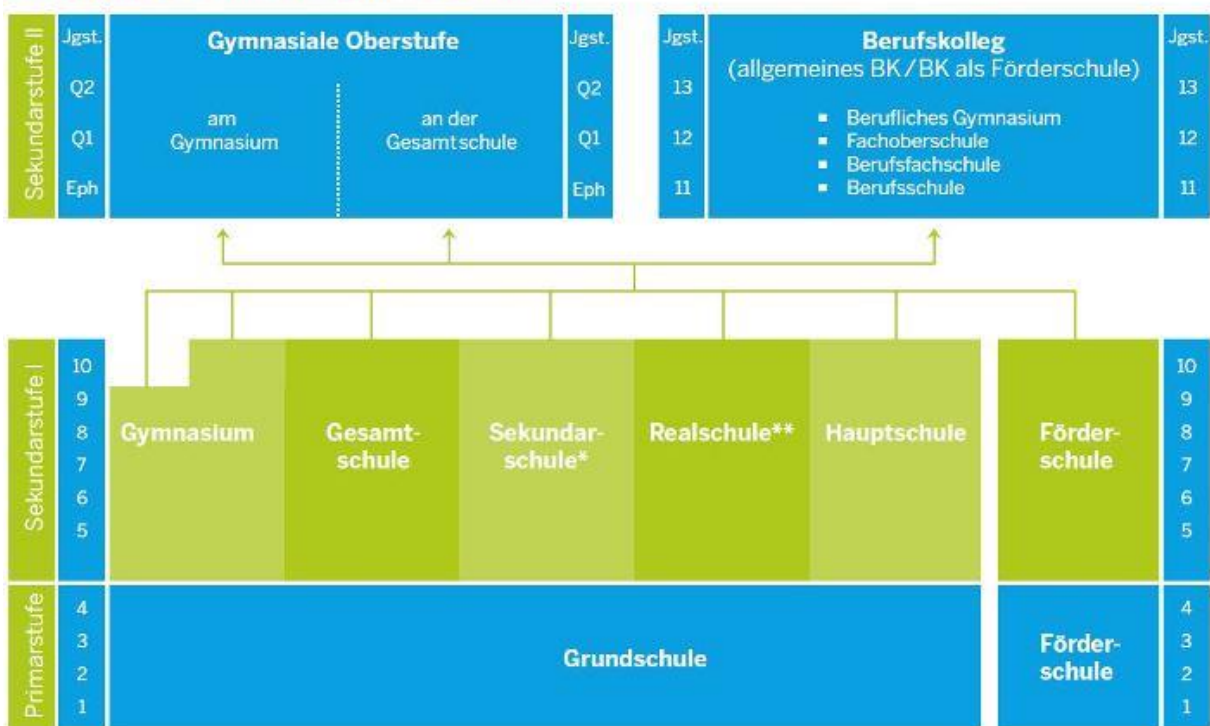 Sekundarstufe II
Jgst.
Q2
Q1
Eph
Gymnasiale Oberstufe
am
Gymnasium
an der
Gesamtschule
Jgst.
Q2
Q1
Eph
Jgst.
13
12
11
Berufskolleg
(allgemeines BK/BK als Förderschule)
▪ Berufliches Gymnasium
▪ Fachoberschule
▪ Berufsfachschule
▪ Berufsschule
Jgst.
13
12
11
Sekundarstufe I
10
9
8
7
6
5
Gymnasium
Gesamt-
schule
Sekundar-
schule*
Realschule**
Hauptschule
Förder-
schule
10
9
8
7
6
5
Primarstufe
4
3
2
1
Grundschule
Förder-
schule
4
3
2
1